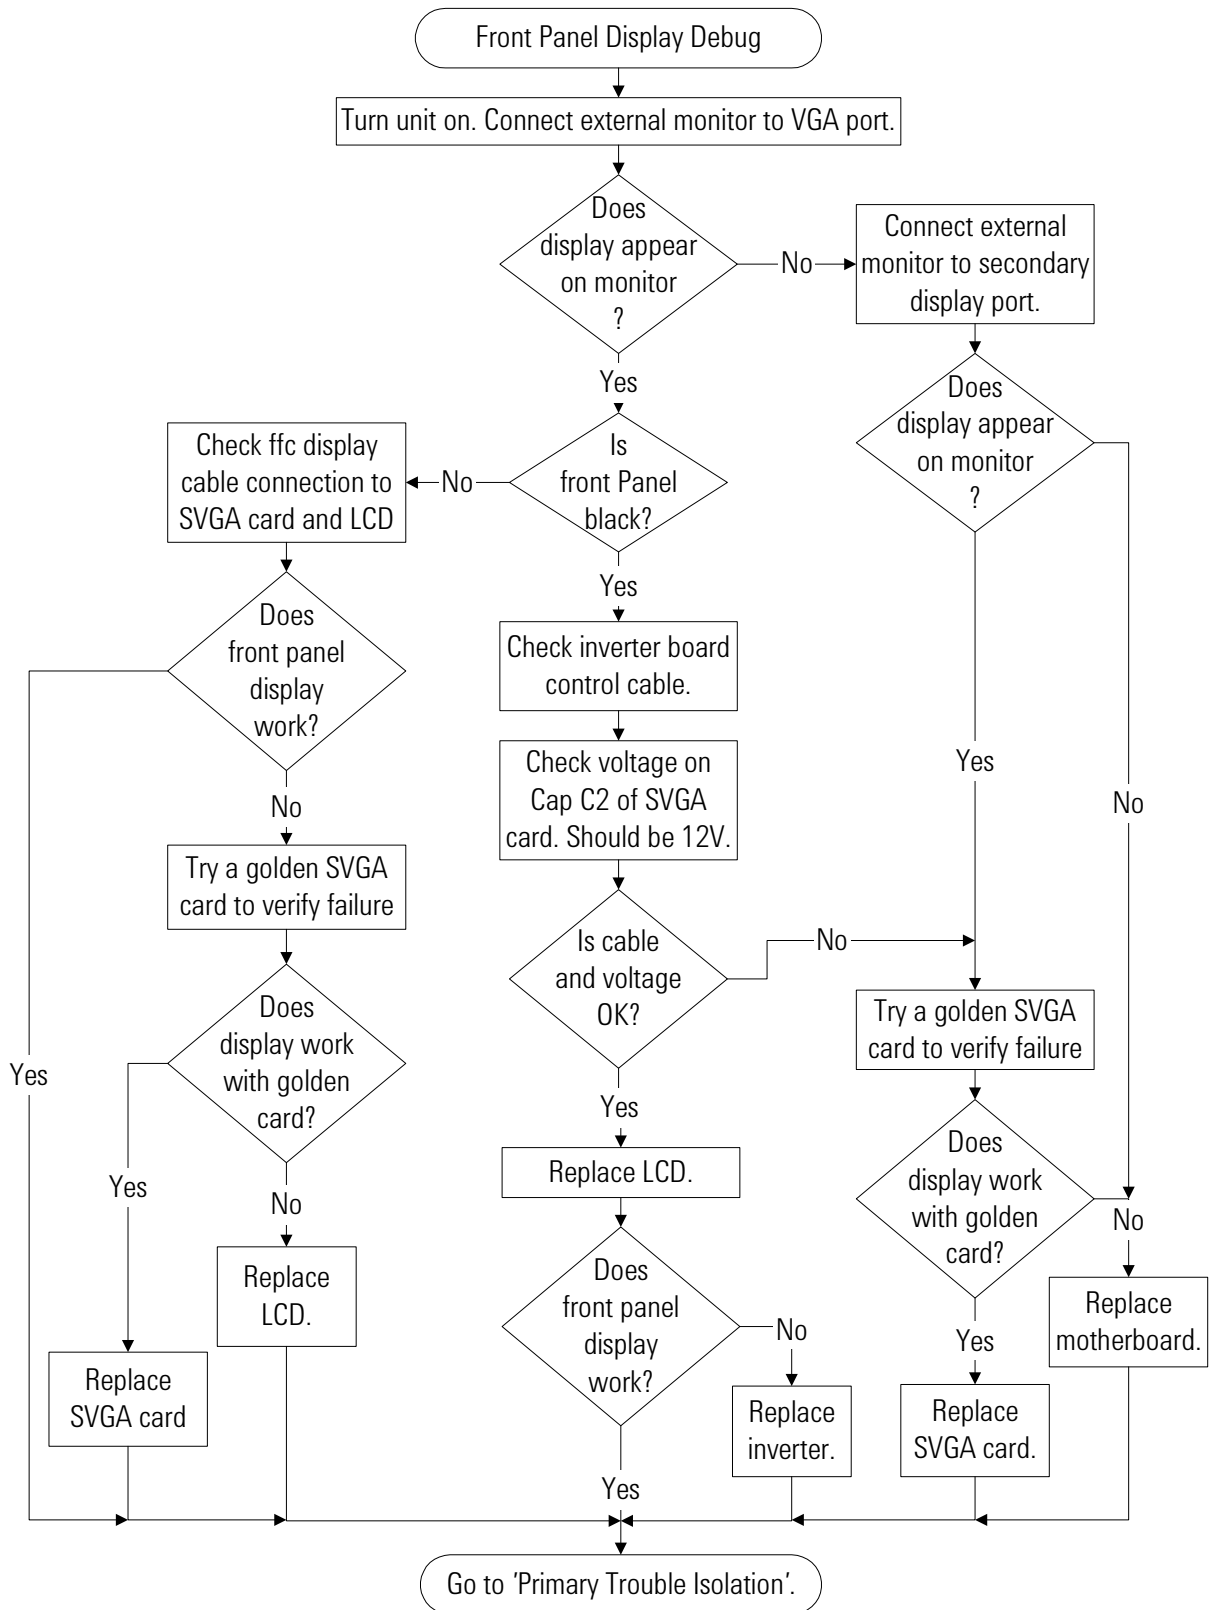 Front Panel Display Debug
Turn unit on. Connect external monitor to VGA port.
Does
display appear
on monitor
?
No
Connect external
monitor to secondary
display port.
Yes
Does
display appear
on monitor
?
Is
front Panel
black?
No
Check ffc display
cable connection to
SVGA card and LCD
Yes
Does
front panel
display
work?
Check inverter board
control cable.
Check voltage on
Cap C2 of SVGA
card. Should be 12V.
Yes
No
No
Try a golden SVGA
card to verify failure
Is cable
and voltage
OK?
No
Try a golden SVGA
card to verify failure
Does
display work
with golden
card?
Yes
Yes
Replace LCD.
Does
display work
with golden
card?
Yes
No
No
Replace
LCD.
Does
front panel
display
work?
No
Replace
motherboard.
Yes
Replace
SVGA card
Replace
inverter.
Replace
SVGA card.
Yes
Go to 'Primary Trouble Isolation'.